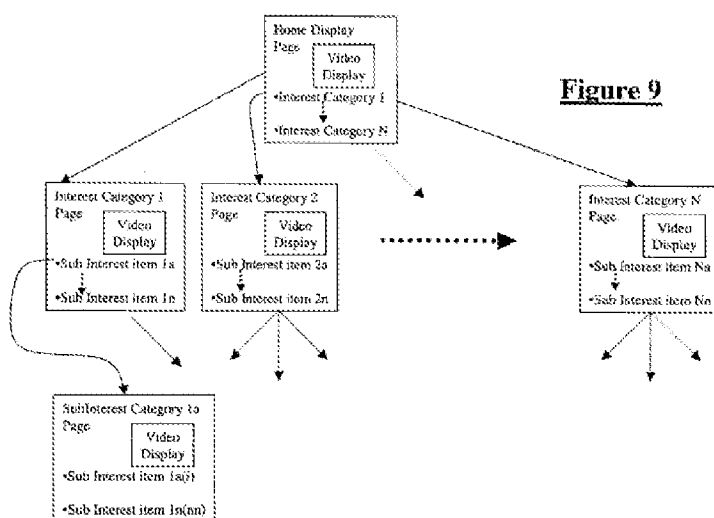 Home Display
Page
Video
Display
•Interest Category 1
•Interest Category N
Figure 9
Interest Category 1
Page
Video
Display
•Sub Interest item 1a
•Sub Interest item 1n
Interest Category 2
Page
Video
Display
•Sub Interest item 2a
•Sub Interest item 2n
Interest Category N
Page
Video
Display
•Sub Interest item Na
•Sub Interest item Nn
SubInterest Category 1a
Page
Video
Display
•Sub Interest item 1a(i)
•Sub Interest item 1n(nn)